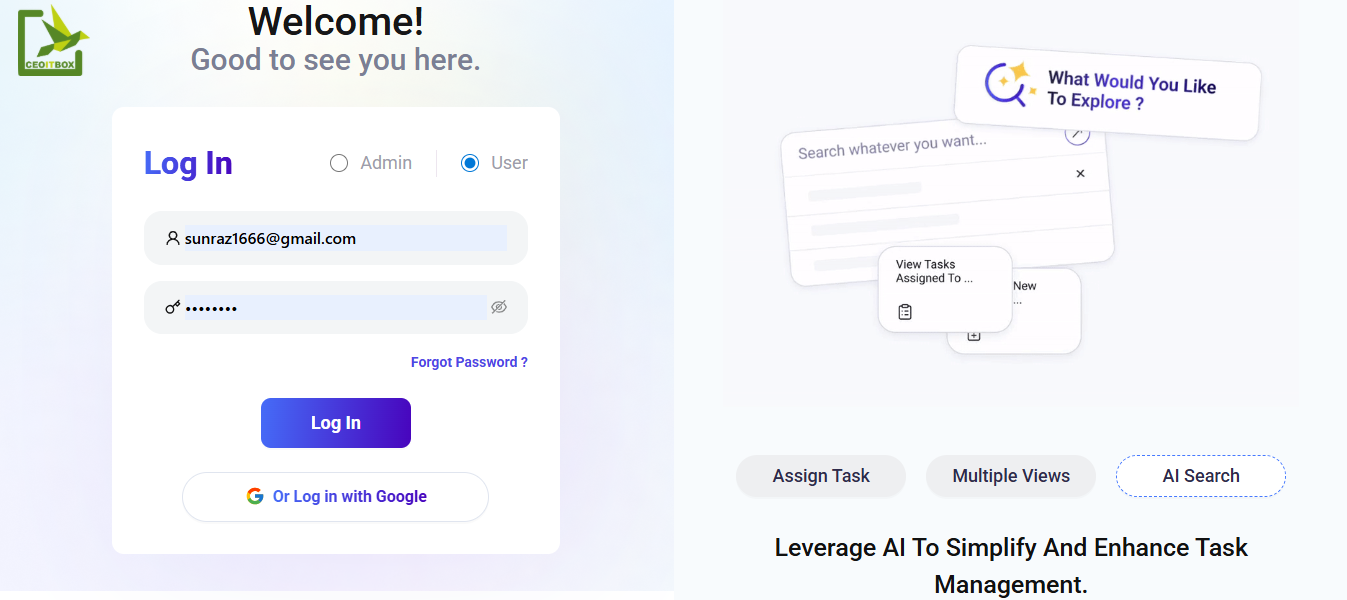 CEOITBOX
Welcome!
Good to see you here.
Log In
Admin
User
sunraz1666@gmail.com
••••••••
Forgot Password ?
Log In
Or Log in with Google
What Would You Like
To Explore ?
Search whatever you want...
View Tasks
Assigned To ...
New
...
Assign Task
Multiple Views
AI Search
Leverage AI To Simplify And Enhance Task
Management.